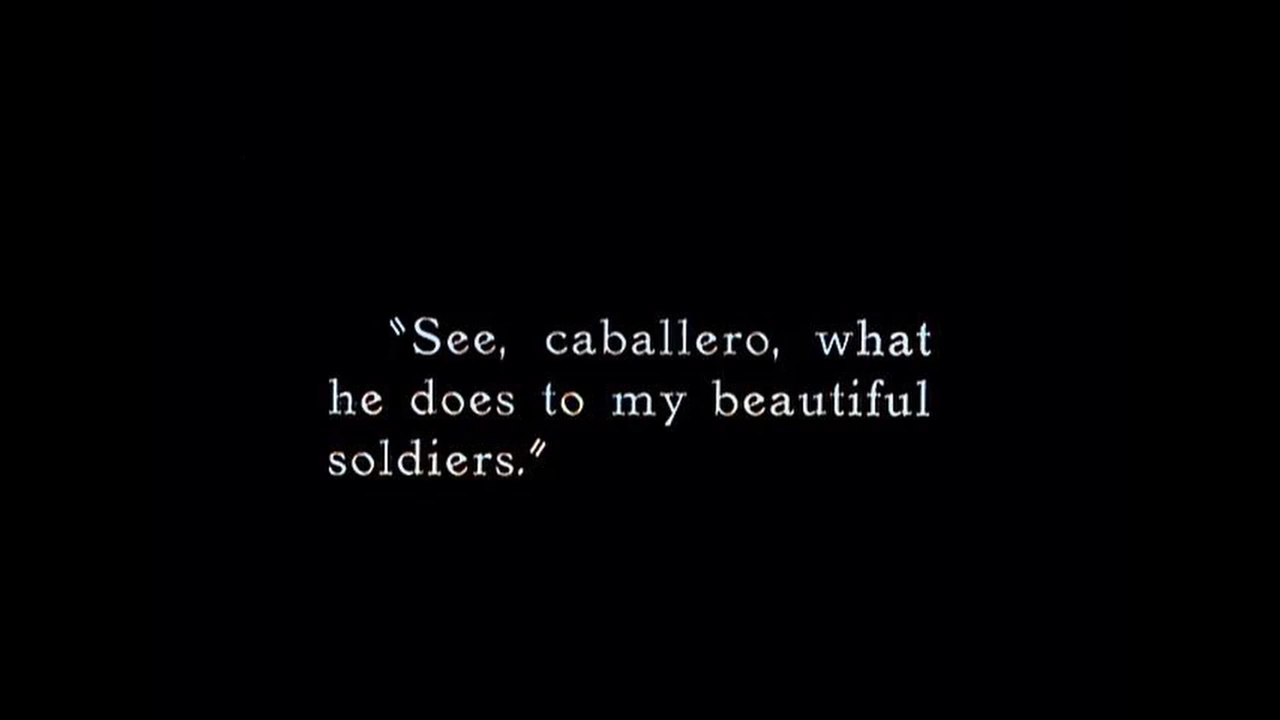 "See, caballero, what
he does to my beautiful
soldiers."